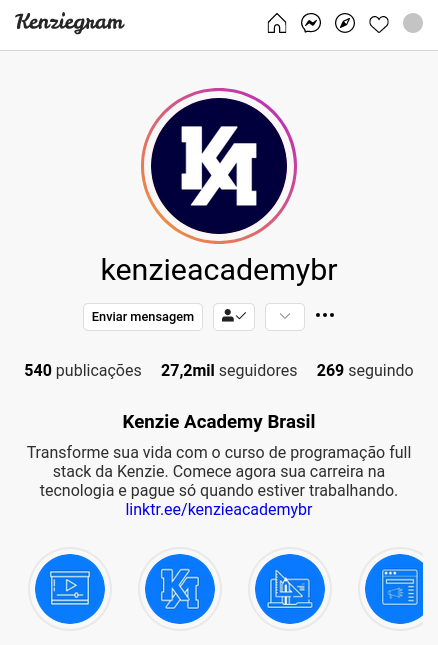 Kenziegram
KA
kenzieacademybr
Enviar mensagem
540 publicações 27,2mil seguidores 269 seguindo
Kenzie Academy Brasil
Transforme sua vida com o curso de programação full
stack da Kenzie. Comece agora sua carreira na
tecnologia e pague só quando estiver trabalhando.
linktr.ee/kenzieacademybr
KA